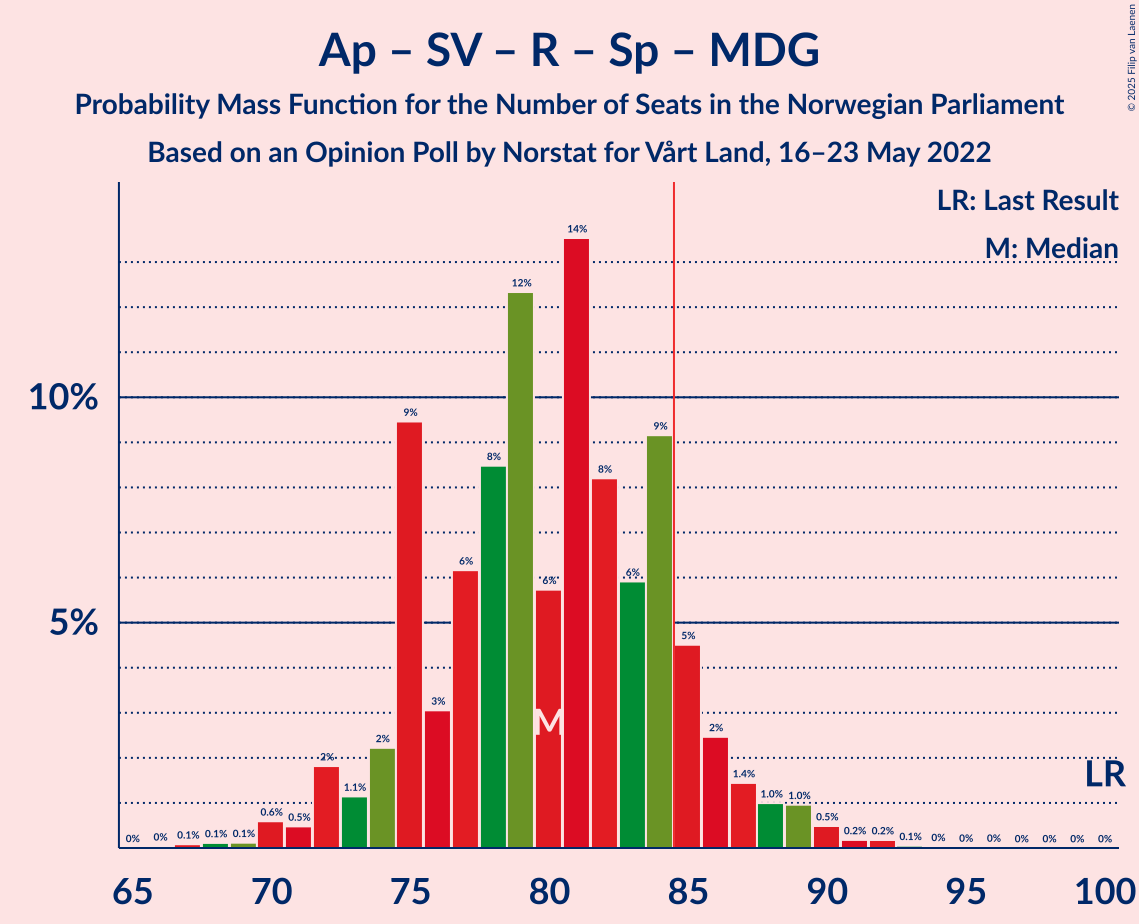 Ap – SV – R – Sp – MDG
Probability Mass Function for the Number of Seats in the Norwegian Parliament
Based on an Opinion Poll by Norstat for Vårt Land, 16–23 May 2022
© 2025 Filip van Laenen
LR: Last Result
M: Median
10%
5%
0% 0% 0.1% 0.1% 0.1% 0.6% 0.5% 2% 1.1% 2% 9% 3% 6% 8% 12% 6% 14% 8% 6% 9% 5% 2% 1.4% 1.0% 1.0% 0.5% 0.2% 0.2% 0.1% 0% 0% 0% 0% 0% 0% 0%
M
LR
65 70 75 80 85 90 95 100